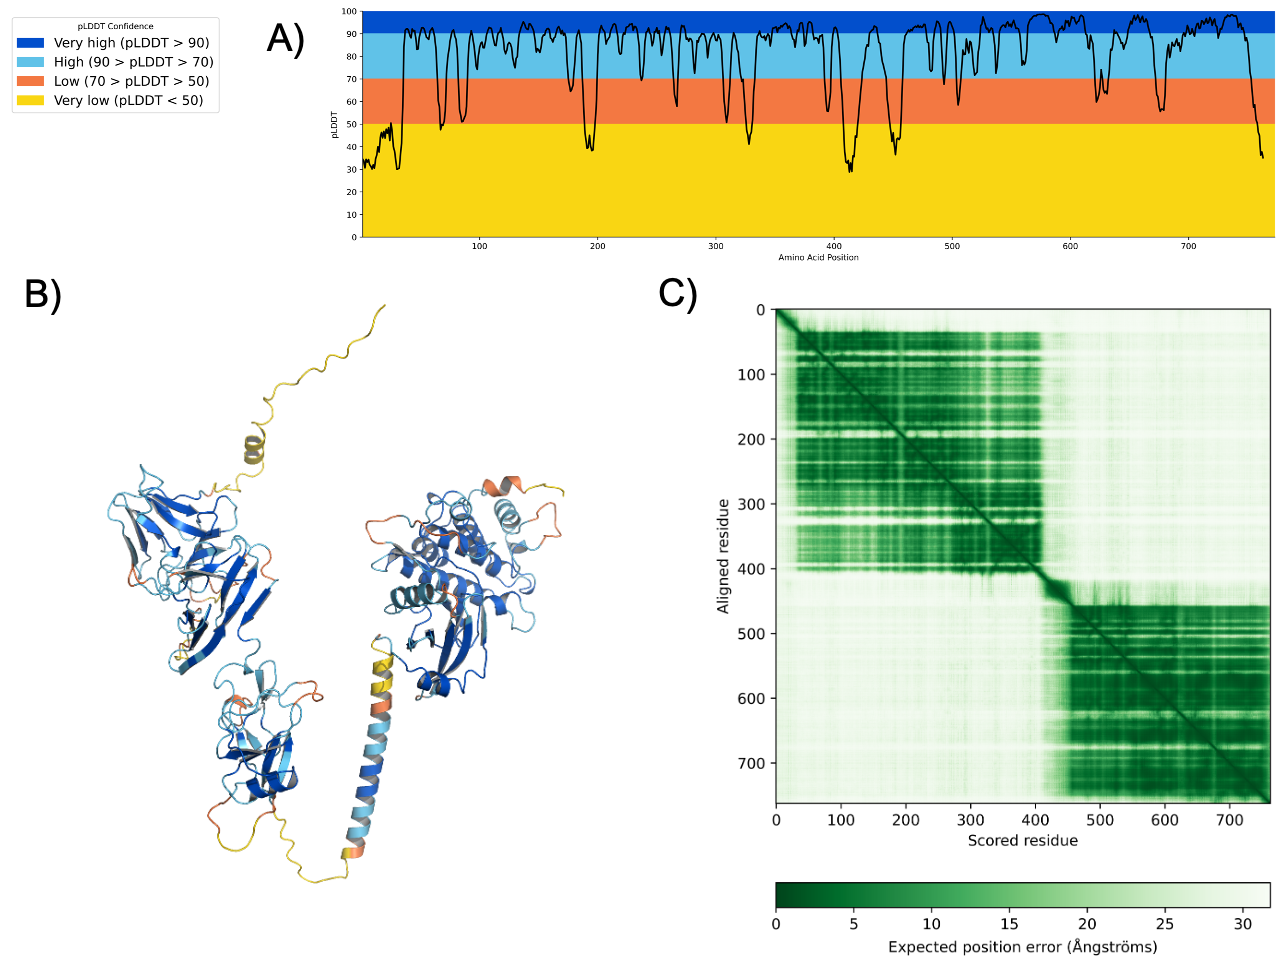 pLDDT Confidence
Very high (pLDDT > 90)
High (90 > pLDDT > 70)
Low (70 > pLDDT > 50)
Very low (pLDDT < 50)
A)
100
90
80
70
60
50
40
30
20
10
0
pLDDT
100 200 300 400 500 600 700
Amino Acid Position
B)
C)
0
100
200
300
400
500
600
700
Aligned residue
0 100 200 300 400 500 600 700
Scored residue
0 5 10 15 20 25 30
Expected position error (Ångströms)